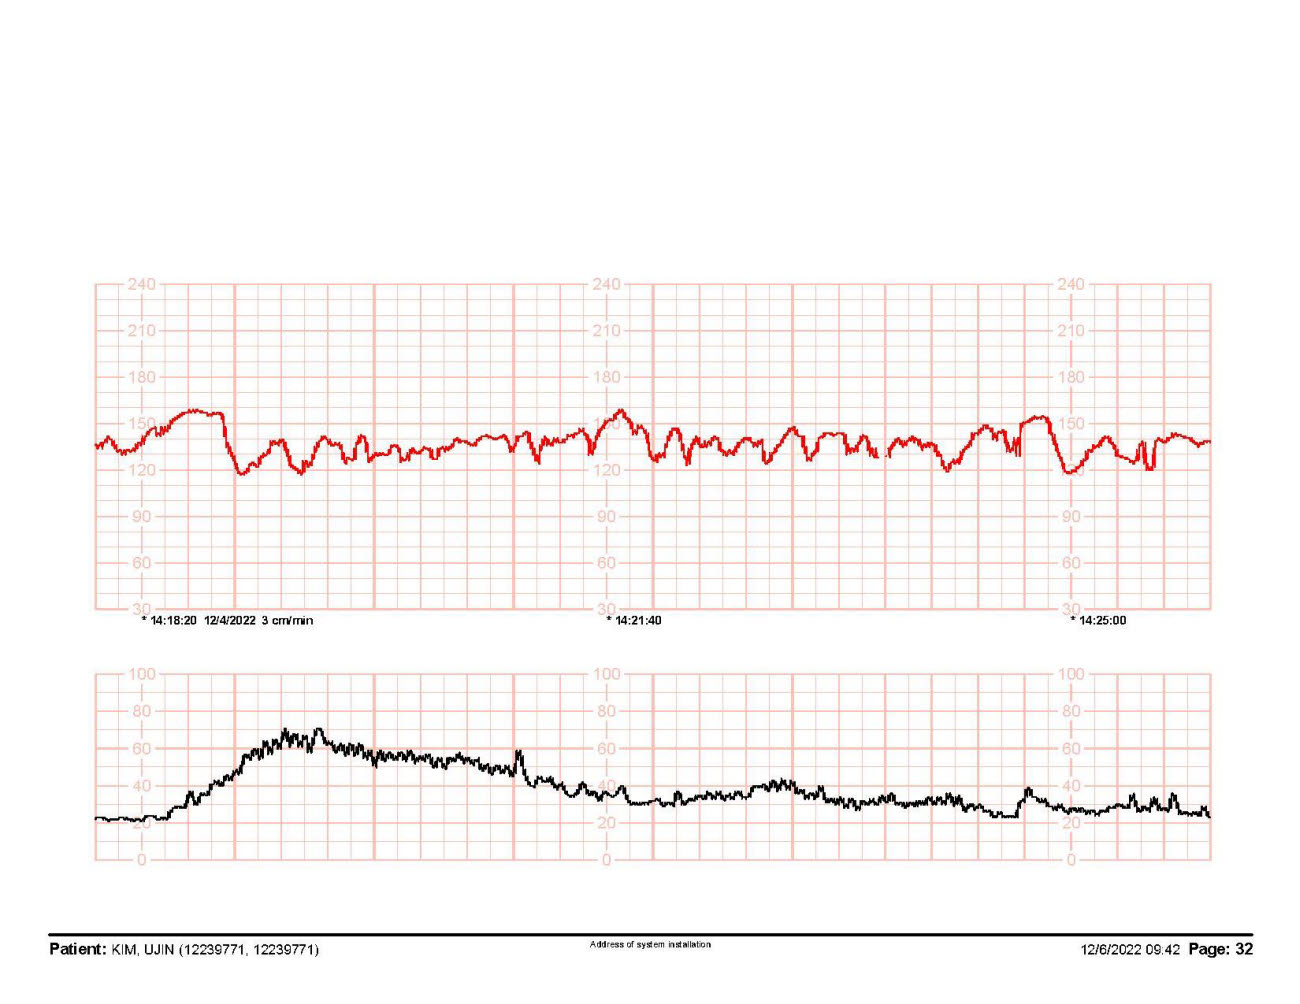 240 240 240
210 210 210
180 180 180
150 150 150
120 120 120
90 90 90
60 60 60
30 30 30
* 14:18:20 12/4/2022 3 cm/min * 14:21:40 * 14:25:00
100 100 100
80 80 80
60 60 60
40 40 40
20 20 20
0 0 0
Patient: KIM, UJIN (12239771, 12239771) Address of system installation 12/6/2022 09:42 Page: 32